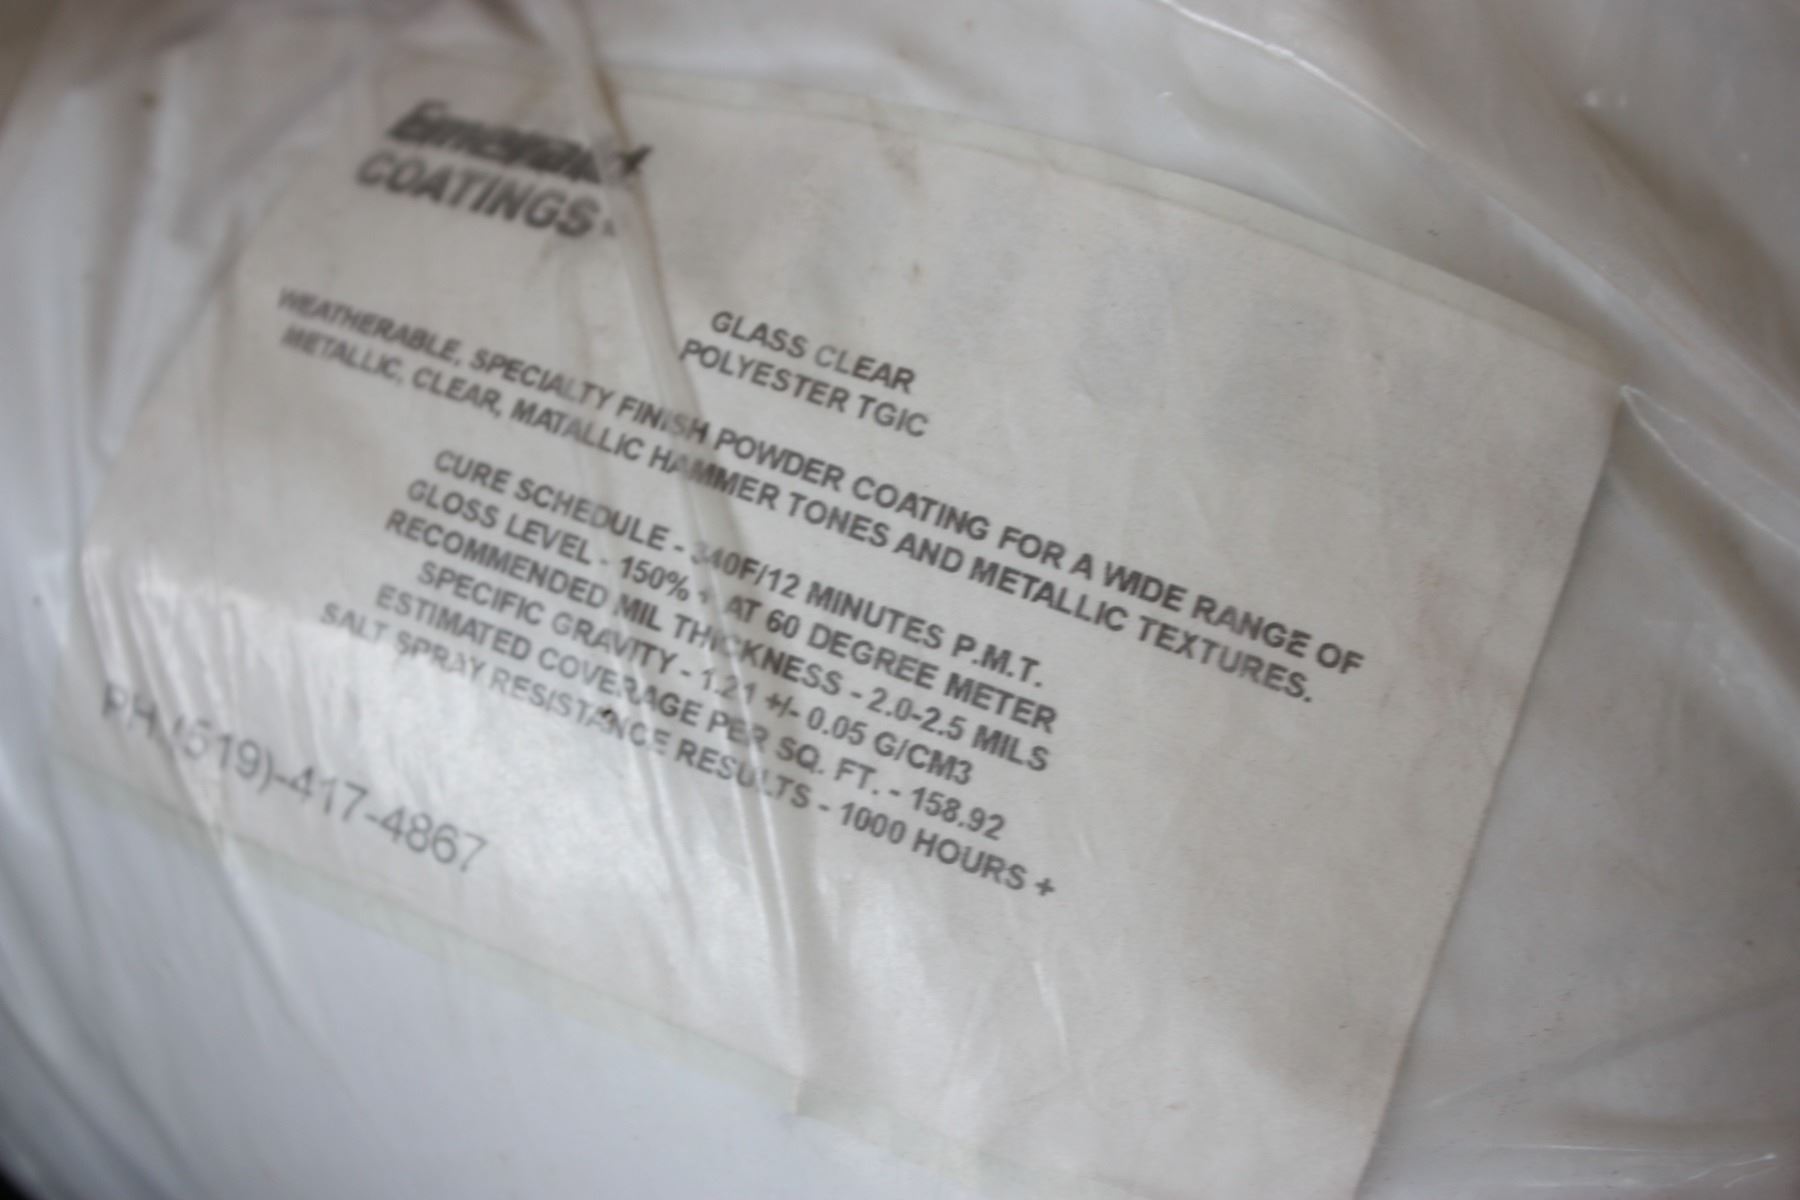 Emerald
COATINGS
GLASS CLEAR
POLYESTER TGIC
WEATHERABLE, SPECIALTY FINISH POWDER COATING FOR A WIDE RANGE OF
METALLIC, CLEAR, MATALLIC HAMMER TONES AND METALLIC TEXTURES.
CURE SCHEDULE - 340F/12 MINUTES P.M.T.
GLOSS LEVEL - 150% + AT 60 DEGREE METER
RECOMMENDED MIL THICKNESS - 2.0-2.5 MILS
SPECIFIC GRAVITY - 1.21 +/- 0.05 G/CM3
ESTIMATED COVERAGE PER SQ. FT. - 158.92
SALT SPRAY RESISTANCE RESULTS - 1000 HOURS +
PH. (519)-417-4867